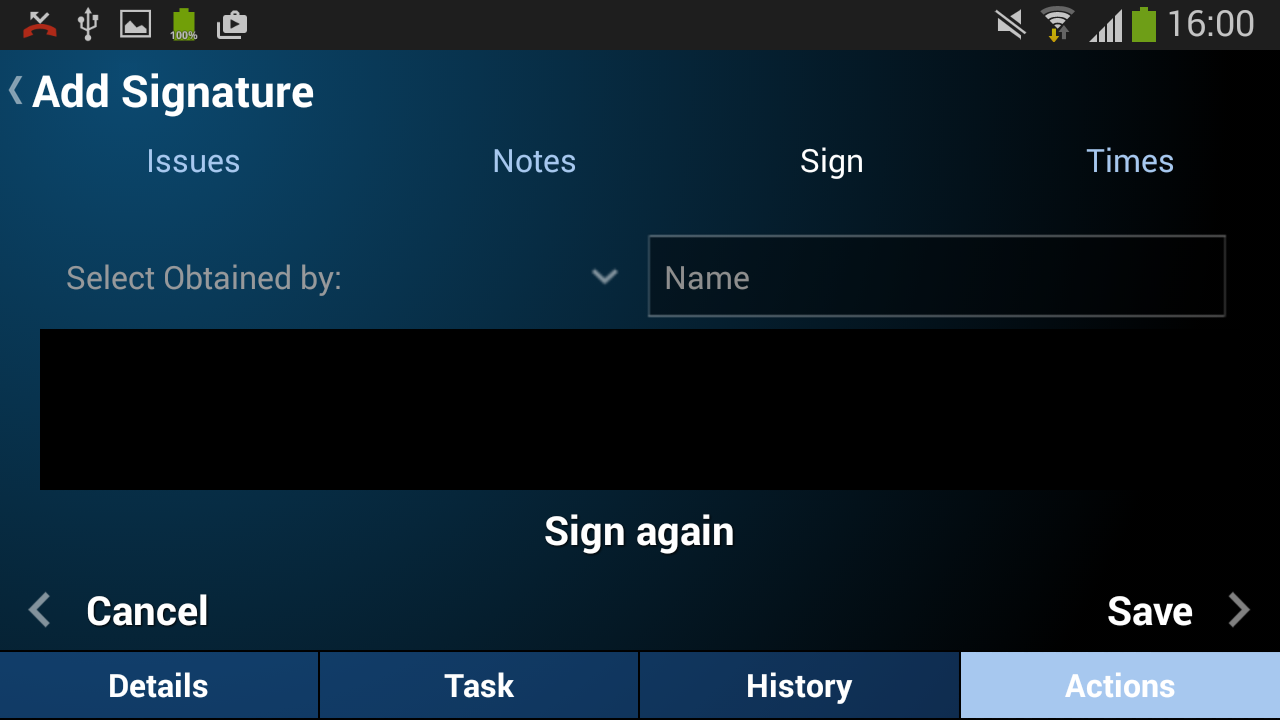 100% 16:00
Add Signature
Issues Notes Sign Times
Select Obtained by: Name
Sign again
Cancel Save
Details Task History Actions